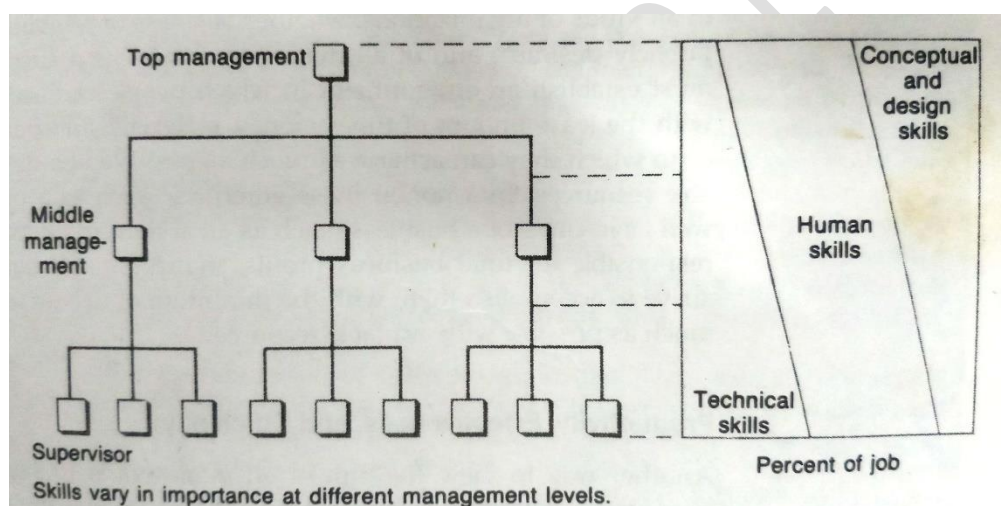 Top management
Conceptual
and
design
skills
Middle
manage-
ment
Human
skills
Technical
skills
Supervisor
Percent of job
Skills vary in importance at different management levels.